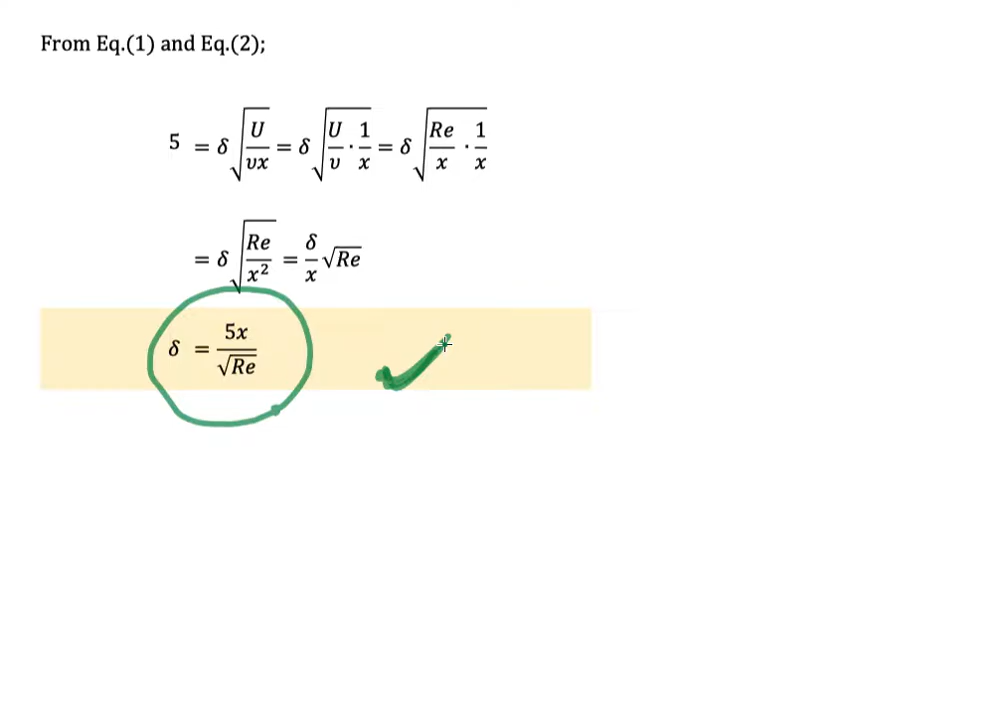 From Eq.(1) and Eq.(2);
5 = δ√(U/υx) = δ√(U/υ · 1/x) = δ√(Re/x · 1/x)
= δ√(Re/x²) = δ/x √Re
δ = 5x/√Re